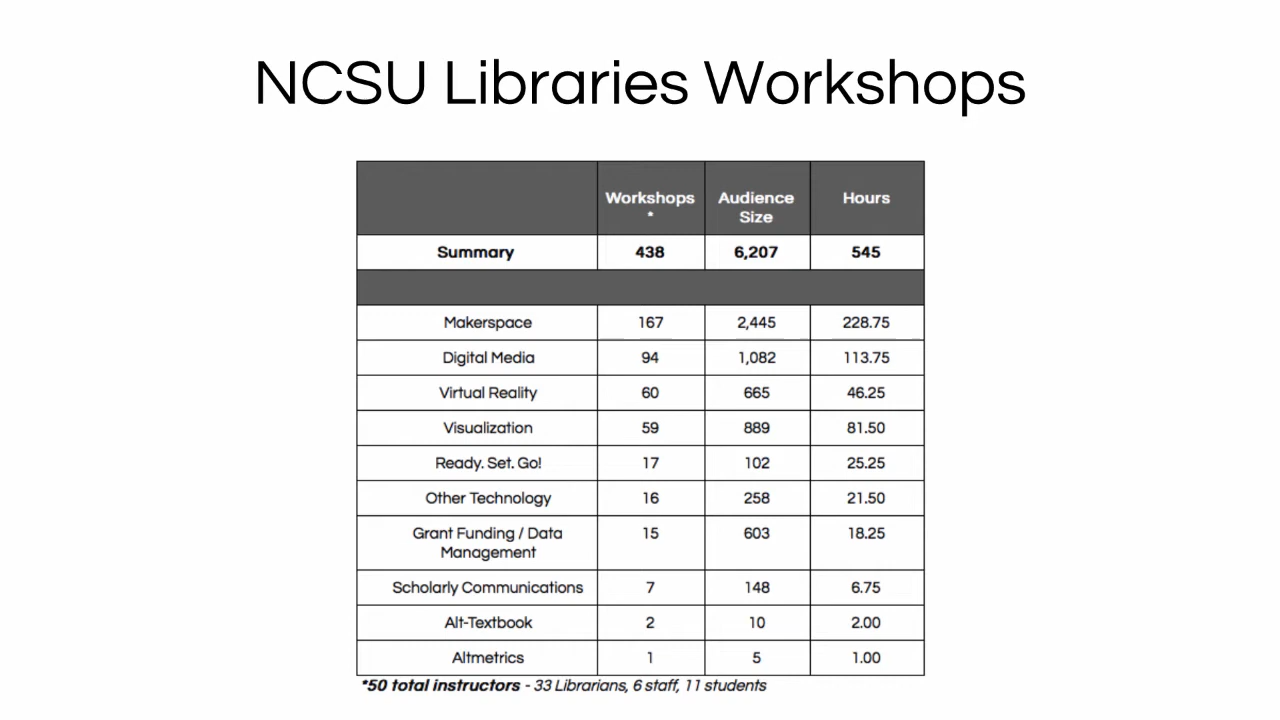 NCSU Libraries Workshops
Workshops Audience Hours
* Size
Summary 438 6,207 545
Makerspace 167 2,445 228.75
Digital Media 94 1,082 113.75
Virtual Reality 60 665 46.25
Visualization 59 889 81.50
Ready. Set. Go! 17 102 25.25
Other Technology 16 258 21.50
Grant Funding / Data 15 603 18.25
Management
Scholarly Communications 7 148 6.75
Alt-Textbook 2 10 2.00
Altmetrics 1 5 1.00
*50 total instructors - 33 Librarians, 6 staff, 11 students